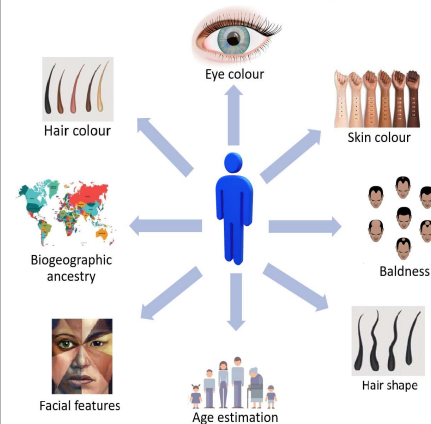 Eye colour
Hair colour
Skin colour
Biogeographic
ancestry
Baldness
Facial features
Hair shape
Age estimation